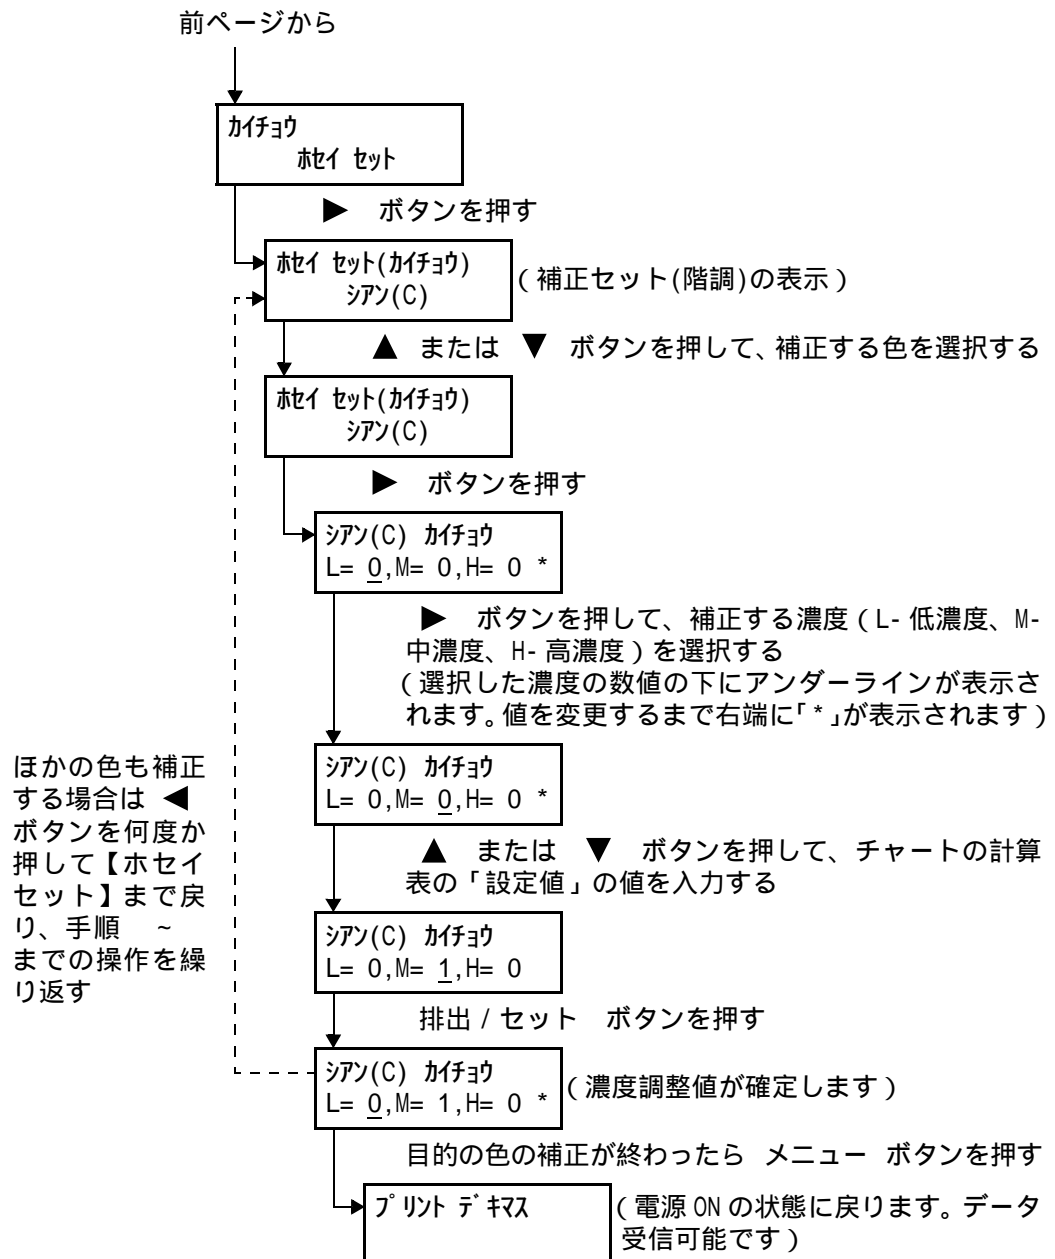 前ページから
ｶｲﾁｮｳ
ﾎｾｲ ｾｯﾄ
▶ ボタンを押す
ﾎｾｲ ｾｯﾄ(ｶｲﾁｮｳ)
ｼｱﾝ(C)
(補正セット(階調)の表示)
▲ または ▼ ボタンを押して、補正する色を選択する
ﾎｾｲ ｾｯﾄ(ｶｲﾁｮｳ)
ｼｱﾝ(C)
▶ ボタンを押す
ｼｱﾝ(C) ｶｲﾁｮｳ
L= 0,M= 0,H= 0 *
▶ ボタンを押して、補正する濃度(L-低濃度、M-
中濃度、H-高濃度)を選択する
(選択した濃度の数値の下にアンダーラインが表示さ
れます。値を変更するまで右端に「*」が表示されます)
ｼｱﾝ(C) ｶｲﾁｮｳ
L= 0,M= 0,H= 0 *
▲ または ▼ ボタンを押して、チャートの計算
表の「設定値」の値を入力する
ｼｱﾝ(C) ｶｲﾁｮｳ
L= 0,M= 1,H= 0
排出/セット ボタンを押す
ｼｱﾝ(C) ｶｲﾁｮｳ
L= 0,M= 1,H= 0 *
(濃度調整値が確定します)
ほかの色も補正
する場合は ◀
ボタンを何度か
押して【ホセイ
セット】まで戻
り、手順 ~
までの操作を繰
り返す
目的の色の補正が終わったら メニュー ボタンを押す
ﾌﾟﾘﾝﾄ ﾃﾞｷﾏｽ
(電源 ON の状態に戻ります。データ
受信可能です)